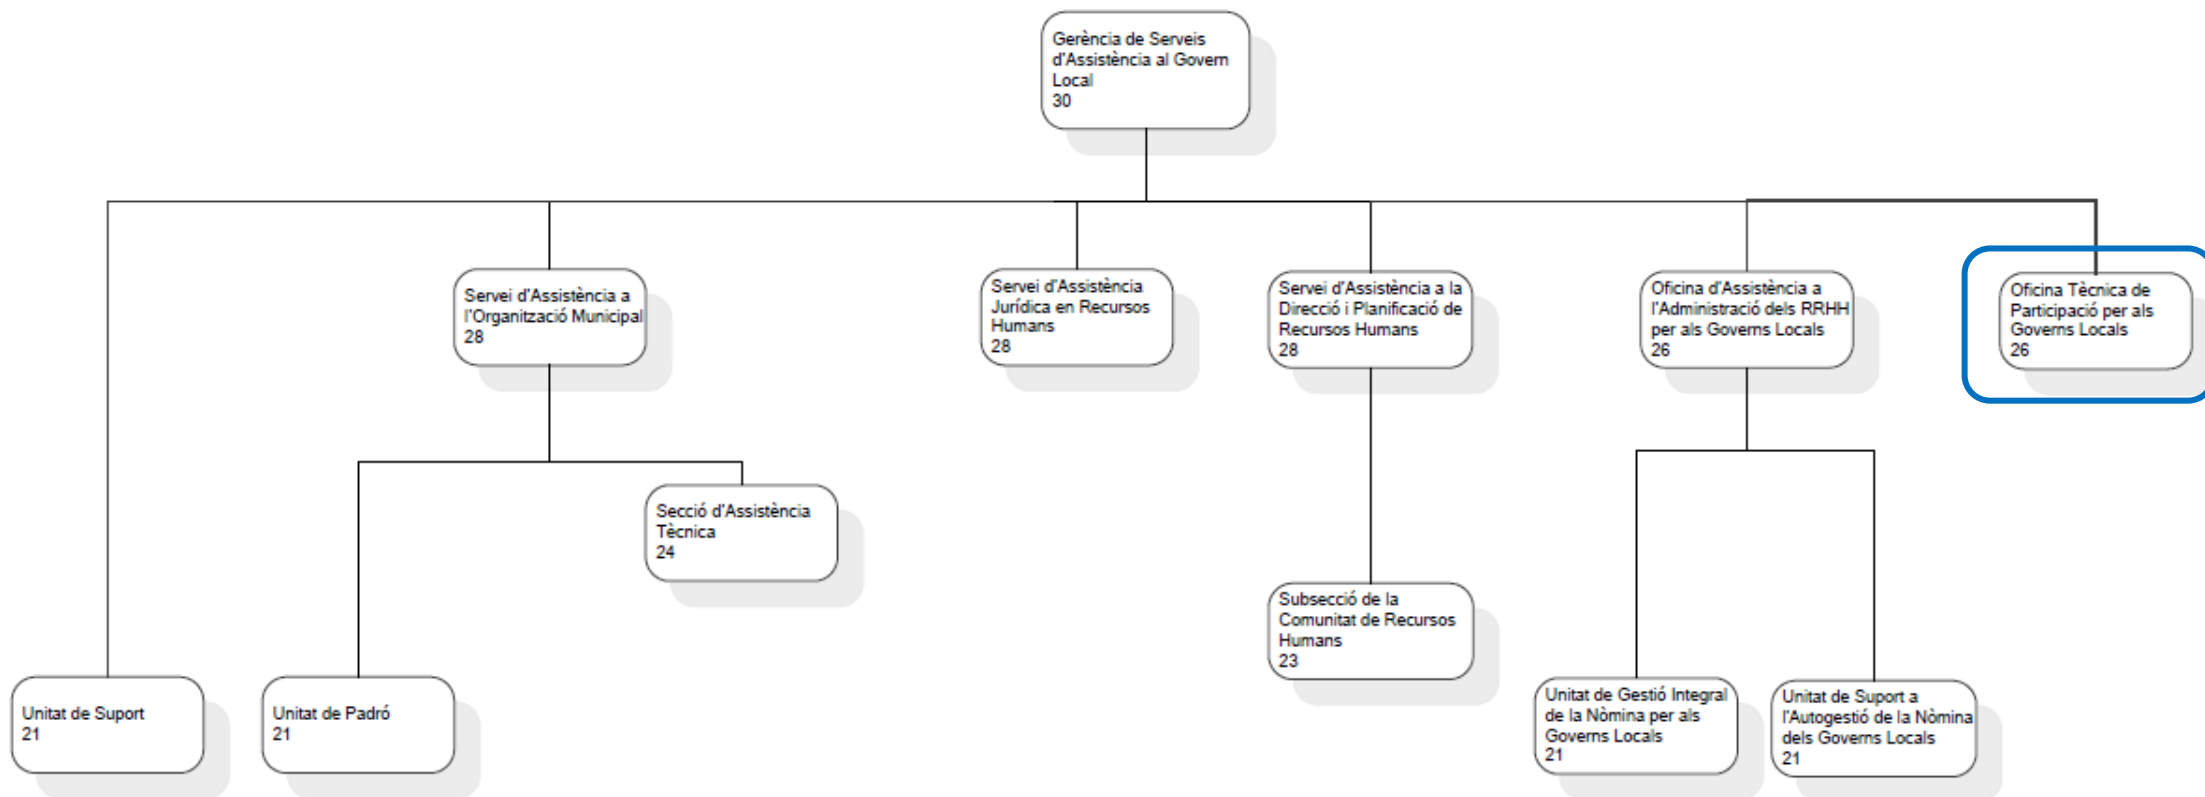 Gerència de Serveis
d'Assistència al Govern
Local
30
Servei d'Assistència a
l'Organització Municipal
28
Servei d'Assistència
Jurídica en Recursos
Humans
28
Servei d'Assistència a la
Direcció i Planificació de
Recursos Humans
28
Oficina d'Assistència a
l'Administració dels RRHH
per als Governs Locals
26
Oficina Tècnica de
Participació per als
Governs Locals
26
Secció d'Assistència
Tècnica
24
Subsecció de la
Comunitat de Recursos
Humans
23
Unitat de Suport
21
Unitat de Padró
21
Unitat de Gestió Integral
de la Nòmina per als
Governs Locals
21
Unitat de Suport a
l'Autogestió de la Nòmina
dels Governs Locals
21